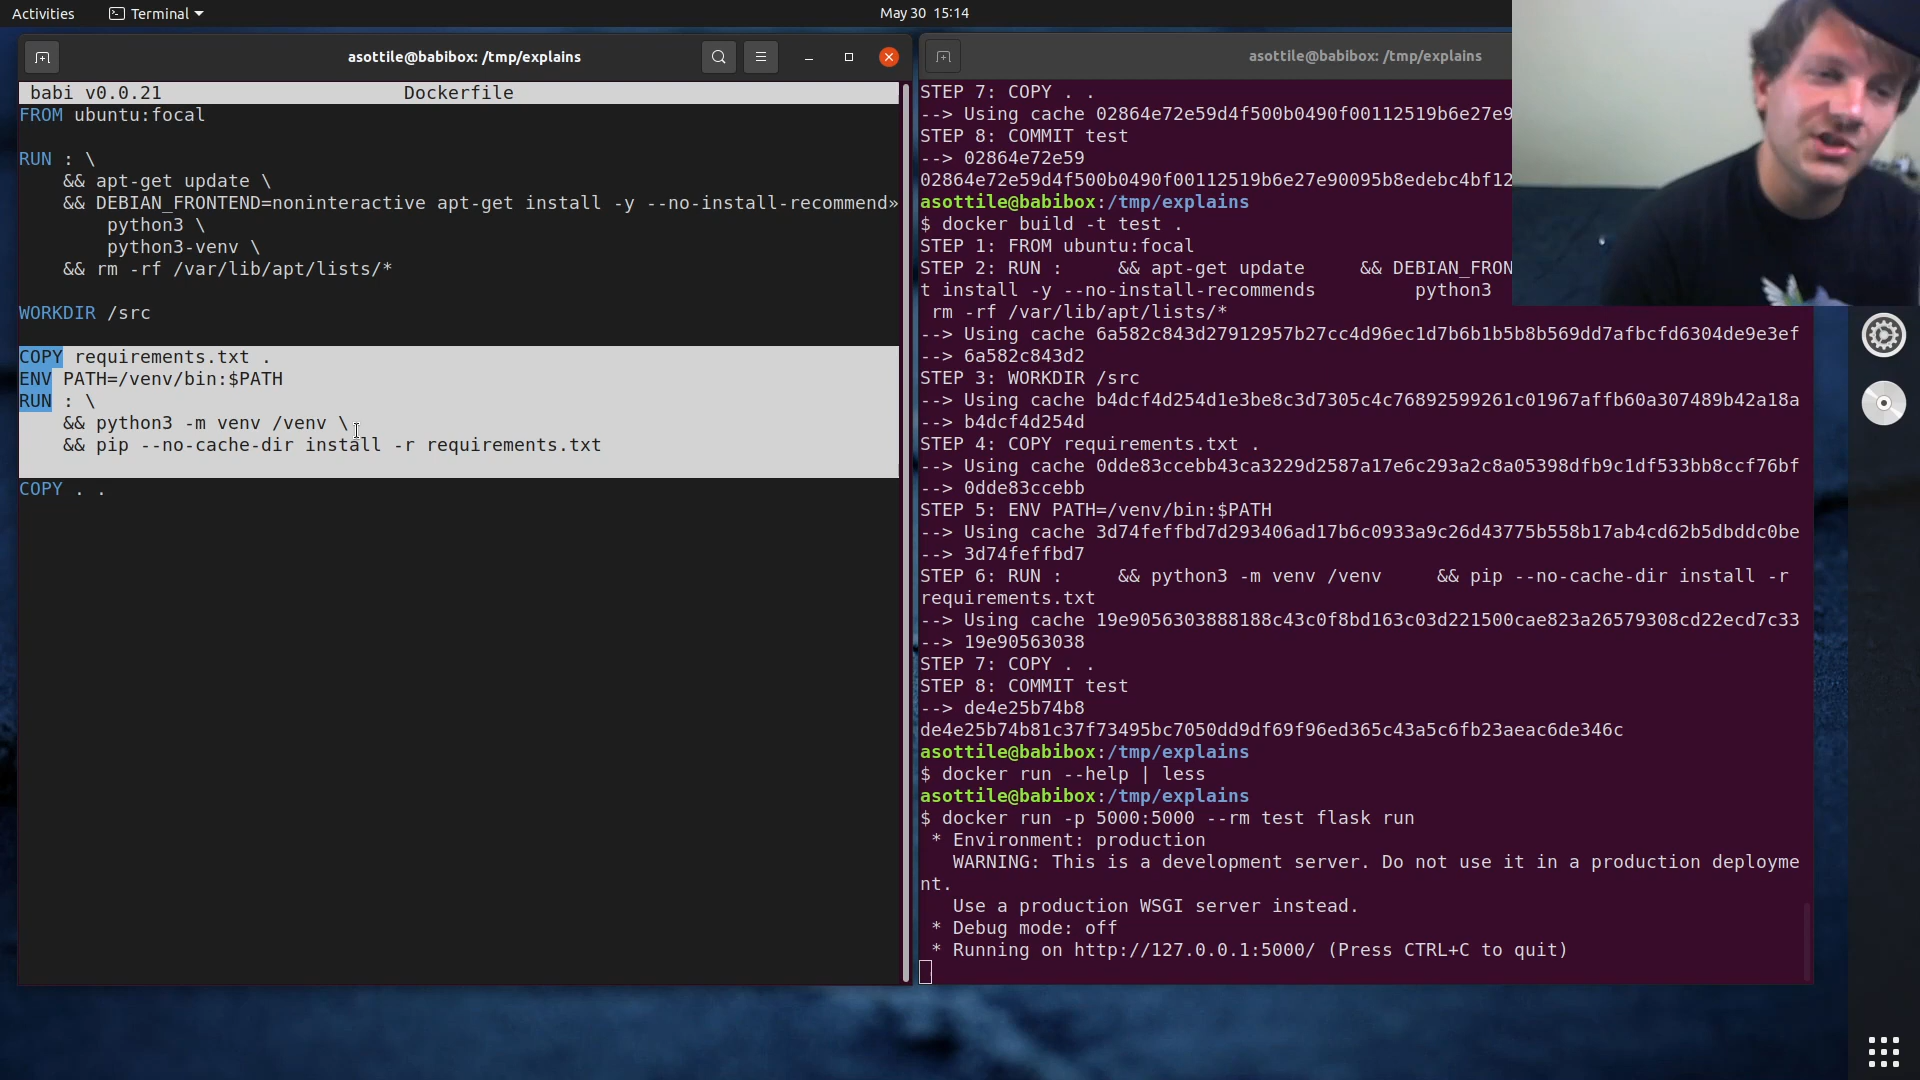 Activities
Terminal
May 30 15:14
asottile@babibox: /tmp/explains
babi v0.0.21 Dockerfile
FROM ubuntu:focal
RUN : \
&& apt-get update \
&& DEBIAN_FRONTEND=noninteractive apt-get install -y --no-install-recommend»
python3 \
python3-venv \
&& rm -rf /var/lib/apt/lists/*
WORKDIR /src
COPY requirements.txt .
ENV PATH=/venv/bin:$PATH
RUN : \
&& python3 -m venv /venv \
&& pip --no-cache-dir install -r requirements.txt
COPY . .
asottile@babibox: /tmp/explains
STEP 7: COPY . .
--> Using cache 02864e72e59d4f500b0490f00112519b6e27e9
STEP 8: COMMIT test
--> 02864e72e59
02864e72e59d4f500b0490f00112519b6e27e90095b8edebc4bf12
asottile@babibox:/tmp/explains
$ docker build -t test .
STEP 1: FROM ubuntu:focal
STEP 2: RUN : && apt-get update && DEBIAN_FRON
t install -y --no-install-recommends python3
rm -rf /var/lib/apt/lists/*
--> Using cache 6a582c843d27912957b27cc4d96ec1d7b6b1b5b8b569dd7afbcfd6304de9e3ef
--> 6a582c843d2
STEP 3: WORKDIR /src
--> Using cache b4dcf4d254d1e3be8c3d7305c4c76892599261c01967affb60a307489b42a18a
--> b4dcf4d254d
STEP 4: COPY requirements.txt .
--> Using cache 0dde83ccebb43ca3229d2587a17e6c293a2c8a05398dfb9c1df533bb8ccf76bf
--> 0dde83ccebb
STEP 5: ENV PATH=/venv/bin:$PATH
--> Using cache 3d74feffbd7d293406ad17b6c0933a9c26d43775b558b17ab4cd62b5dbddc0be
--> 3d74feffbd7
STEP 6: RUN : && python3 -m venv /venv && pip --no-cache-dir install -r
requirements.txt
--> Using cache 19e9056303888188c43c0f8bd163c03d221500cae823a26579308cd22ecd7c33
--> 19e90563038
STEP 7: COPY . .
STEP 8: COMMIT test
--> de4e25b74b8
de4e25b74b81c37f73495bc7050dd9df69f96ed365c43a5c6fb23aeac6de346c
asottile@babibox:/tmp/explains
$ docker run --help | less
asottile@babibox:/tmp/explains
$ docker run -p 5000:5000 --rm test flask run
* Environment: production
WARNING: This is a development server. Do not use it in a production deployme
nt.
Use a production WSGI server instead.
* Debug mode: off
* Running on http://127.0.0.1:5000/ (Press CTRL+C to quit)